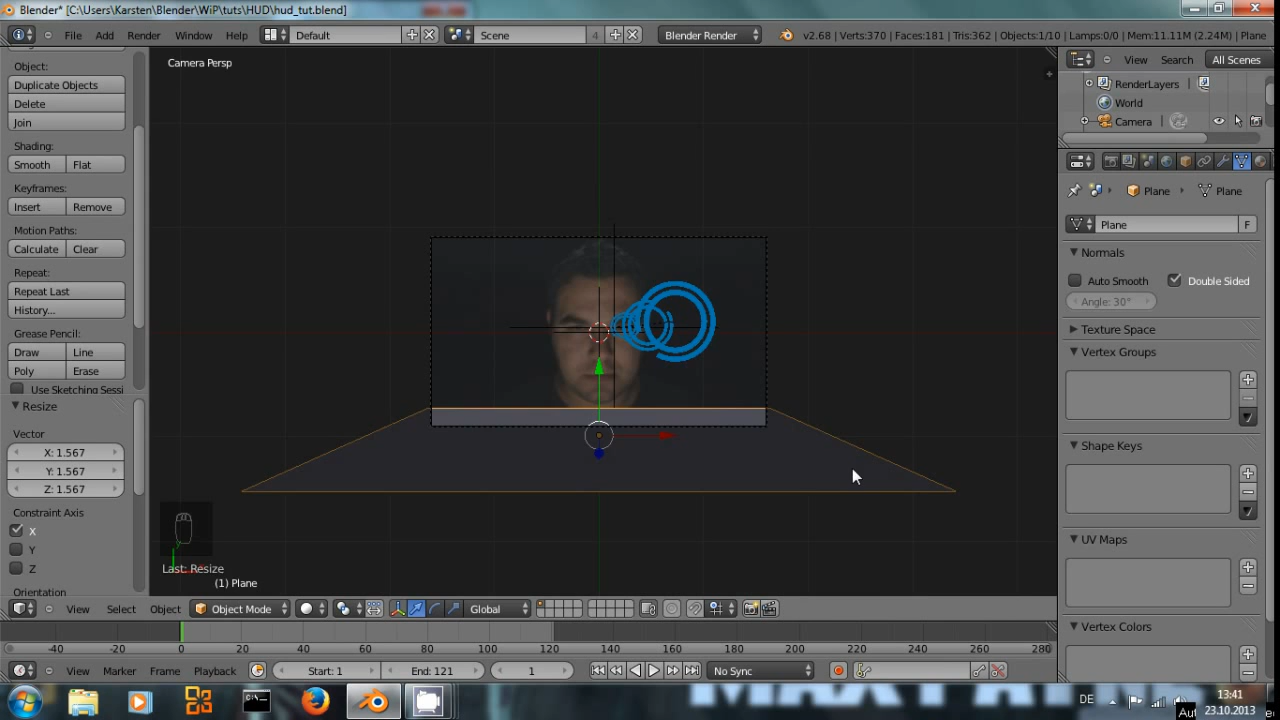 Blender* [C:\Users\Karsten\Blender\WiP\tuts\HUD\hud_tut.blend]
File Add Render Window Help Default Scene 4 Blender Render v2.68 | Verts:370 | Faces:181 | Tris:362 | Objects:1/10 | Lamps:0/0 | Mem:11.11M (2.24M) | Plane
Object:
Duplicate Objects
Delete
Join
Shading:
Smooth Flat
Keyframes:
Insert Remove
Motion Paths:
Calculate Clear
Repeat:
Repeat Last
History...
Grease Pencil:
Draw Line
Poly Erase
Use Sketching Sessi
Resize
Vector
X: 1.567
Y: 1.567
Z: 1.567
Constraint Axis
X
Y
Z
Orientation
Camera Persp
Last: Resize
(1) Plane
View Search All Scenes
RenderLayers
World
Camera
Plane Plane
Plane F
Normals
Auto Smooth Double Sided
Angle: 30°
Texture Space
Vertex Groups
Shape Keys
UV Maps
Vertex Colors
View Select Object Object Mode Global
-40 -20 0 20 40 60 80 100 120 140 160 180 200 220 240 260 280
View Marker Frame Playback Start: 1 End: 121 1 No Sync
DE 13:41
23.10.2013